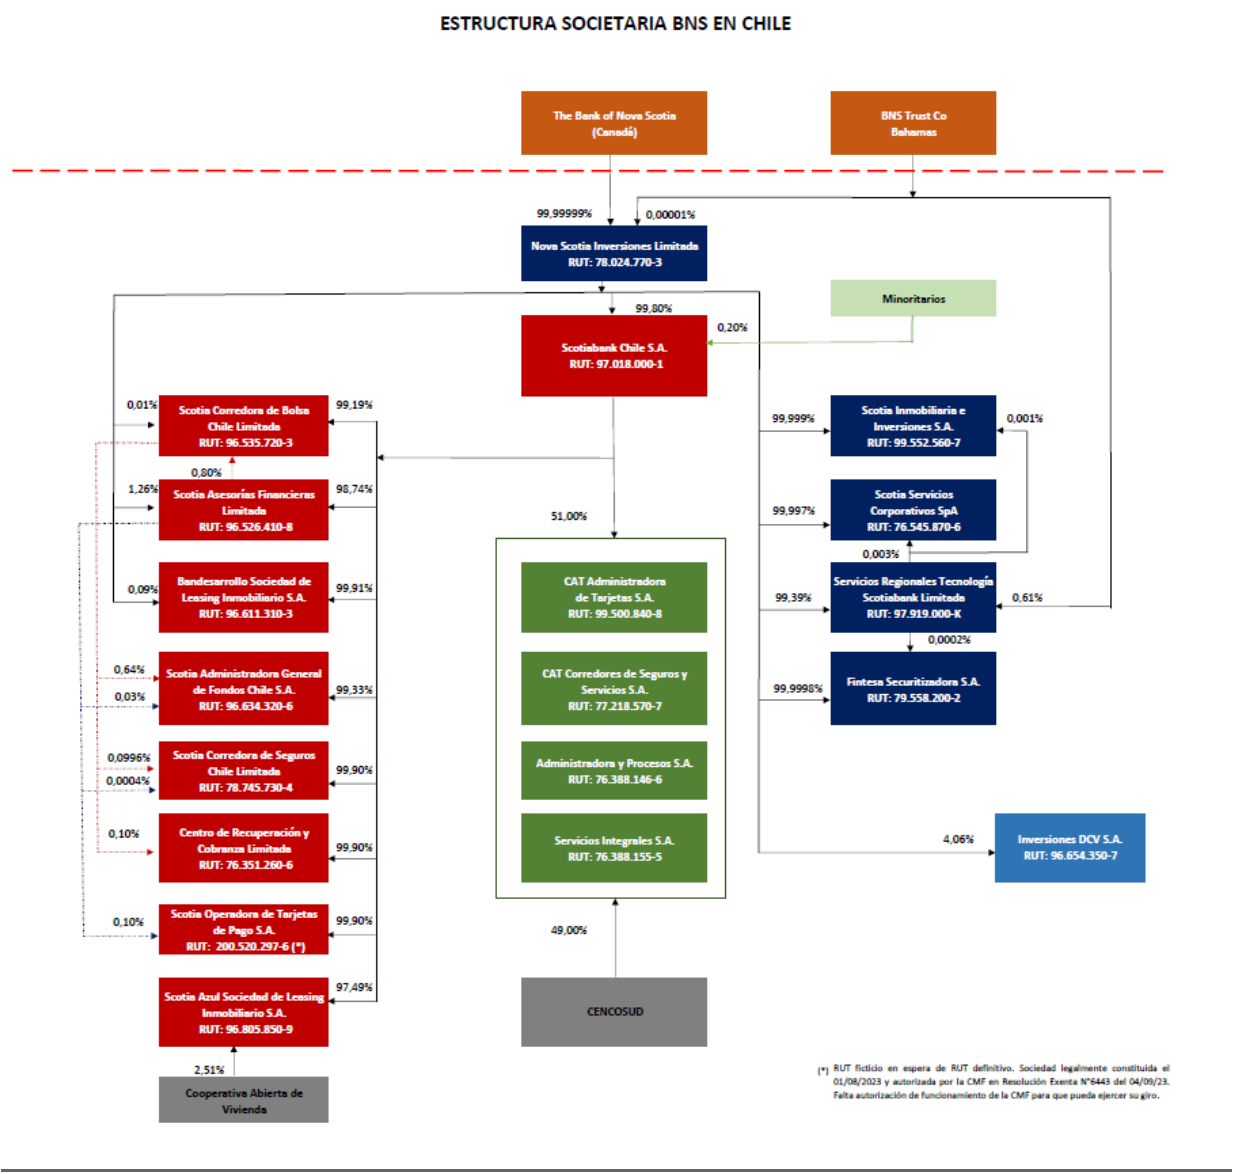 ESTRUCTURA SOCIETARIA BNS EN CHILE
The Bank of Nova Scotia
(Canadá)
BNS Trust Co
Bahamas
99,99999%
0,00001%
Nova Scotia Inversiones Limitada
RUT: 78.024.770-3
Minoritarios
99,80%
0,20%
Scotiabank Chile S.A.
RUT: 97.018.000-1
0,01%
Scotia Corredora de Bolsa
Chile Limitada
RUT: 96.535.720-3
99,19%
0,80%
1,26%
Scotia Asesorías Financieras
Limitada
RUT: 96.526.410-8
98,74%
0,09%
Bandesarrollo Sociedad de
Leasing Inmobiliario S.A.
RUT: 96.611.310-3
99,91%
0,64%
0,03%
Scotia Administradora General
de Fondos Chile S.A.
RUT: 96.634.320-6
99,33%
0,0996%
0,0004%
Scotia Corredora de Seguros
Chile Limitada
RUT: 78.745.730-4
99,90%
0,10%
Centro de Recuperación y
Cobranza Limitada
RUT: 76.351.260-6
99,90%
0,10%
Scotia Operadora de Tarjetas
de Pago S.A.
RUT: 200.520.297-6 (*)
99,90%
Scotia Azul Sociedad de Leasing
Inmobiliario S.A.
RUT: 96.805.850-9
97,49%
2,51%
Cooperativa Abierta de
Vivienda
51,00%
CAT Administradora
de Tarjetas S.A.
RUT: 99.500.840-8
CAT Corredores de Seguros y
Servicios S.A.
RUT: 77.218.570-7
Administradora y Procesos S.A.
RUT: 76.388.146-6
Servicios Integrales S.A.
RUT: 76.388.155-5
49,00%
CENCOSUD
99,999%
Scotia Inmobiliaria e
Inversiones S.A.
RUT: 99.552.560-7
0,001%
99,997%
Scotia Servicios
Corporativos SpA
RUT: 76.545.870-6
0,003%
99,39%
Servicios Regionales Tecnología
Scotiabank Limitada
RUT: 97.919.000-K
0,61%
0,0002%
99,9998%
Fintesa Securitizadora S.A.
RUT: 79.558.200-2
4,06%
Inversiones DCV S.A.
RUT: 96.654.350-7
(*) RUT ficticio en espera de RUT definitivo. Sociedad legalmente constituida el
01/08/2023 y autorizada por la CMF en Resolución Exenta N°6443 del 04/09/23.
Falta autorización de funcionamiento de la CMF para que pueda ejercer su giro.